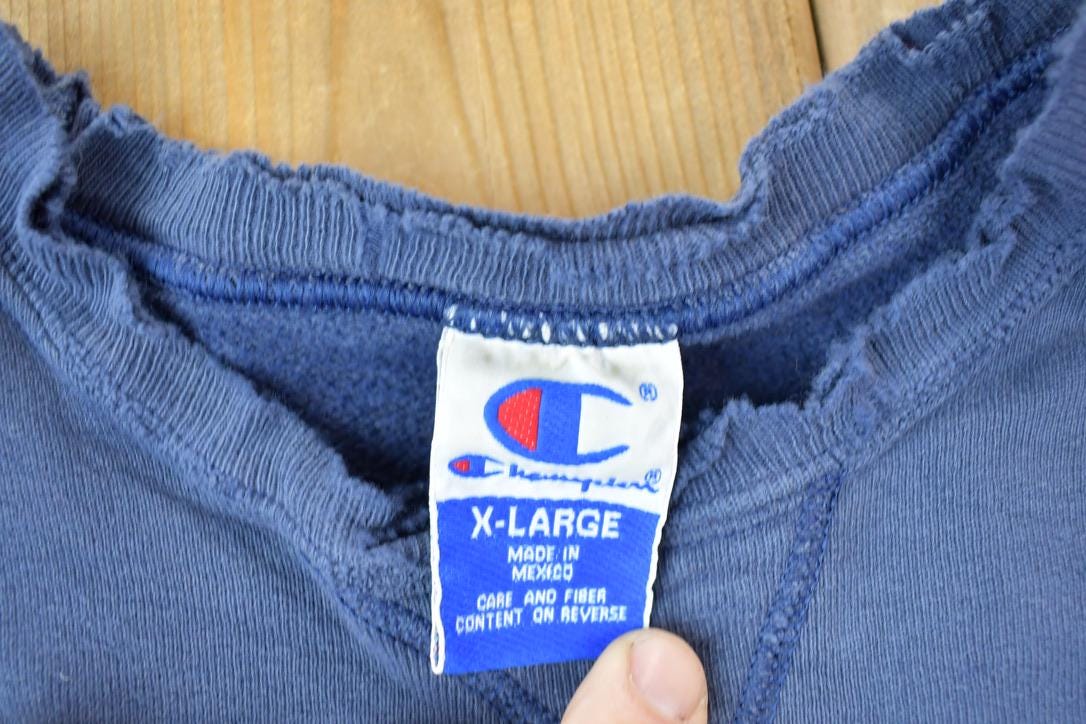 ®
Champion®
X-LARGE
MADE IN
MEXICO
CARE AND FIBER
CONTENT ON REVERSE